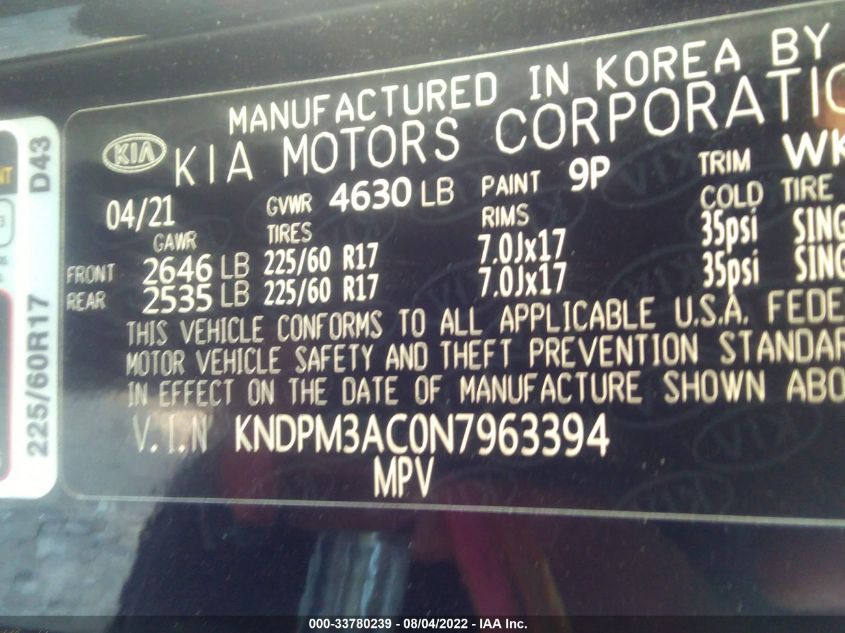 MANUFACTURED IN KOREA BY
KIA KIA MOTORS CORPORATIO
04/21 GVWR 4630 LB PAINT 9P TRIM WK
GAWR TIRES RIMS COLD TIRE
FRONT 2646 LB 225/60 R17 7.0Jx17 35psi SING
REAR 2535 LB 225/60 R17 7.0Jx17 35psi SING
THIS VEHICLE CONFORMS TO ALL APPLICABLE U.S.A. FEDE
MOTOR VEHICLE SAFETY AND THEFT PREVENTION STANDAR
IN EFFECT ON THE DATE OF MANUFACTURE SHOWN ABO
V.I.N KNDPM3AC0N7963394
MPV
D43
225/60R17
000-33780239 - 08/04/2022 - IAA Inc.